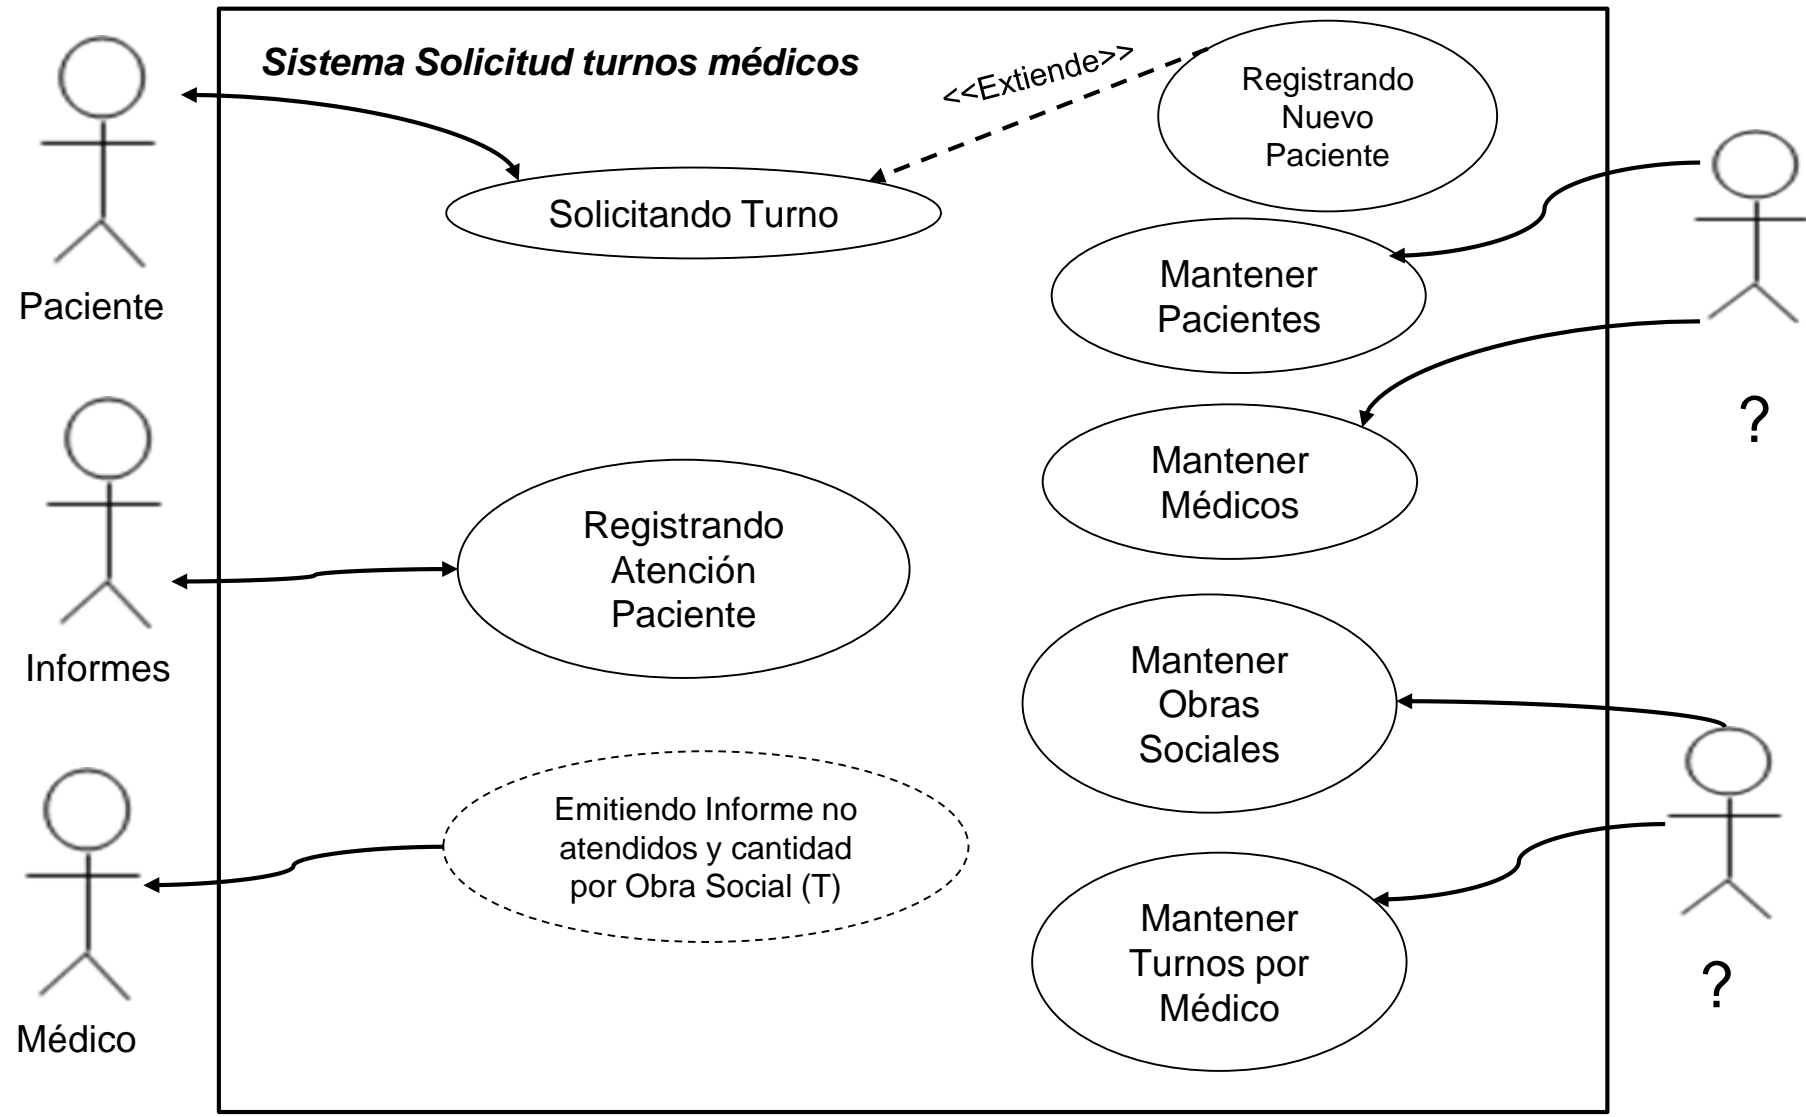 Sistema Solicitud turnos médicos
<<Extiende>>
Registrando
Nuevo
Paciente
Solicitando Turno
Paciente
Mantener
Pacientes
?
Mantener
Médicos
Registrando
Atención
Paciente
Informes
Mantener
Obras
Sociales
Emitiendo Informe no
atendidos y cantidad
por Obra Social (T)
Médico
Mantener
Turnos por
Médico
?